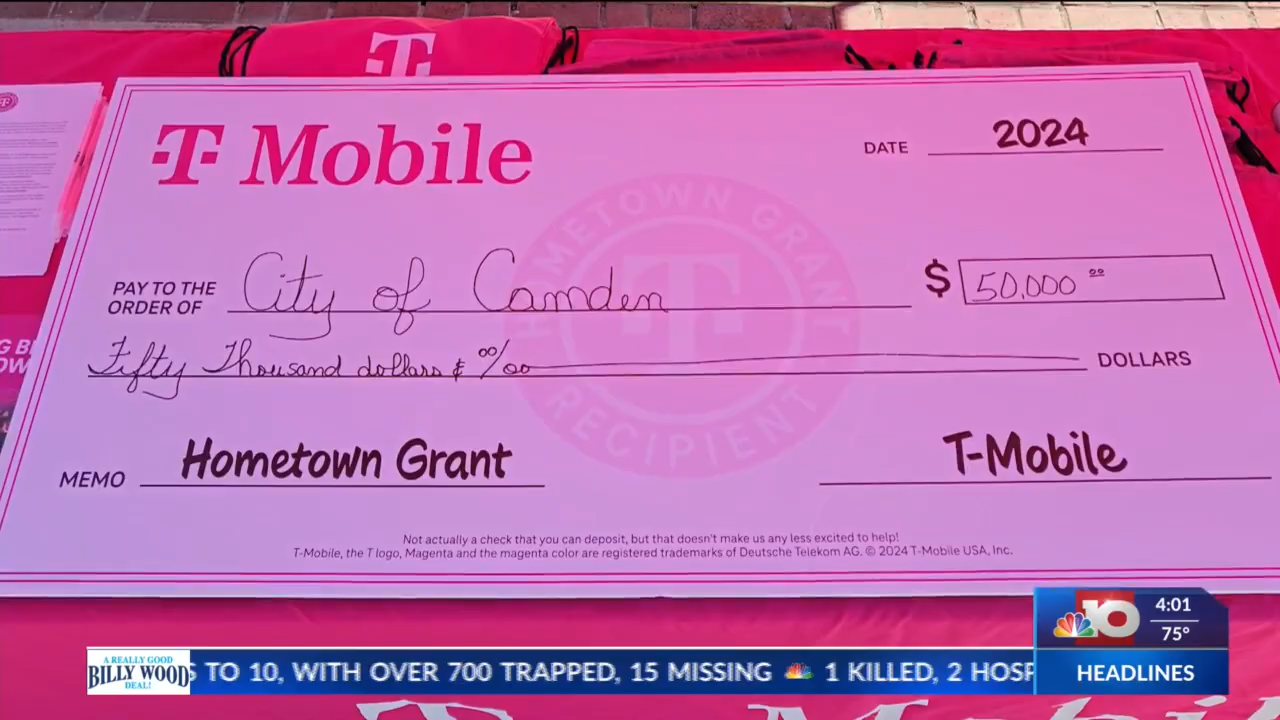 T
T Mobile
DATE 2024
HOMETOWN GRANT
RECIPIENT
T
PAY TO THE
ORDER OF City of Camden
$ 50,000 00
Fifty Thousand dollars & 00/00 DOLLARS
MEMO Hometown Grant
T-Mobile
Not actually a check that you can deposit, but that doesn't make us any less excited to help!
T-Mobile, the T logo, Magenta and the magenta color are registered trademarks of Deutsche Telekom AG. © 2024 T-Mobile USA, Inc.
10
4:01
75°
A REALLY GOOD
BILLY WOOD
DEAL!
S TO 10, WITH OVER 700 TRAPPED, 15 MISSING 1 KILLED, 2 HOSP
HEADLINES